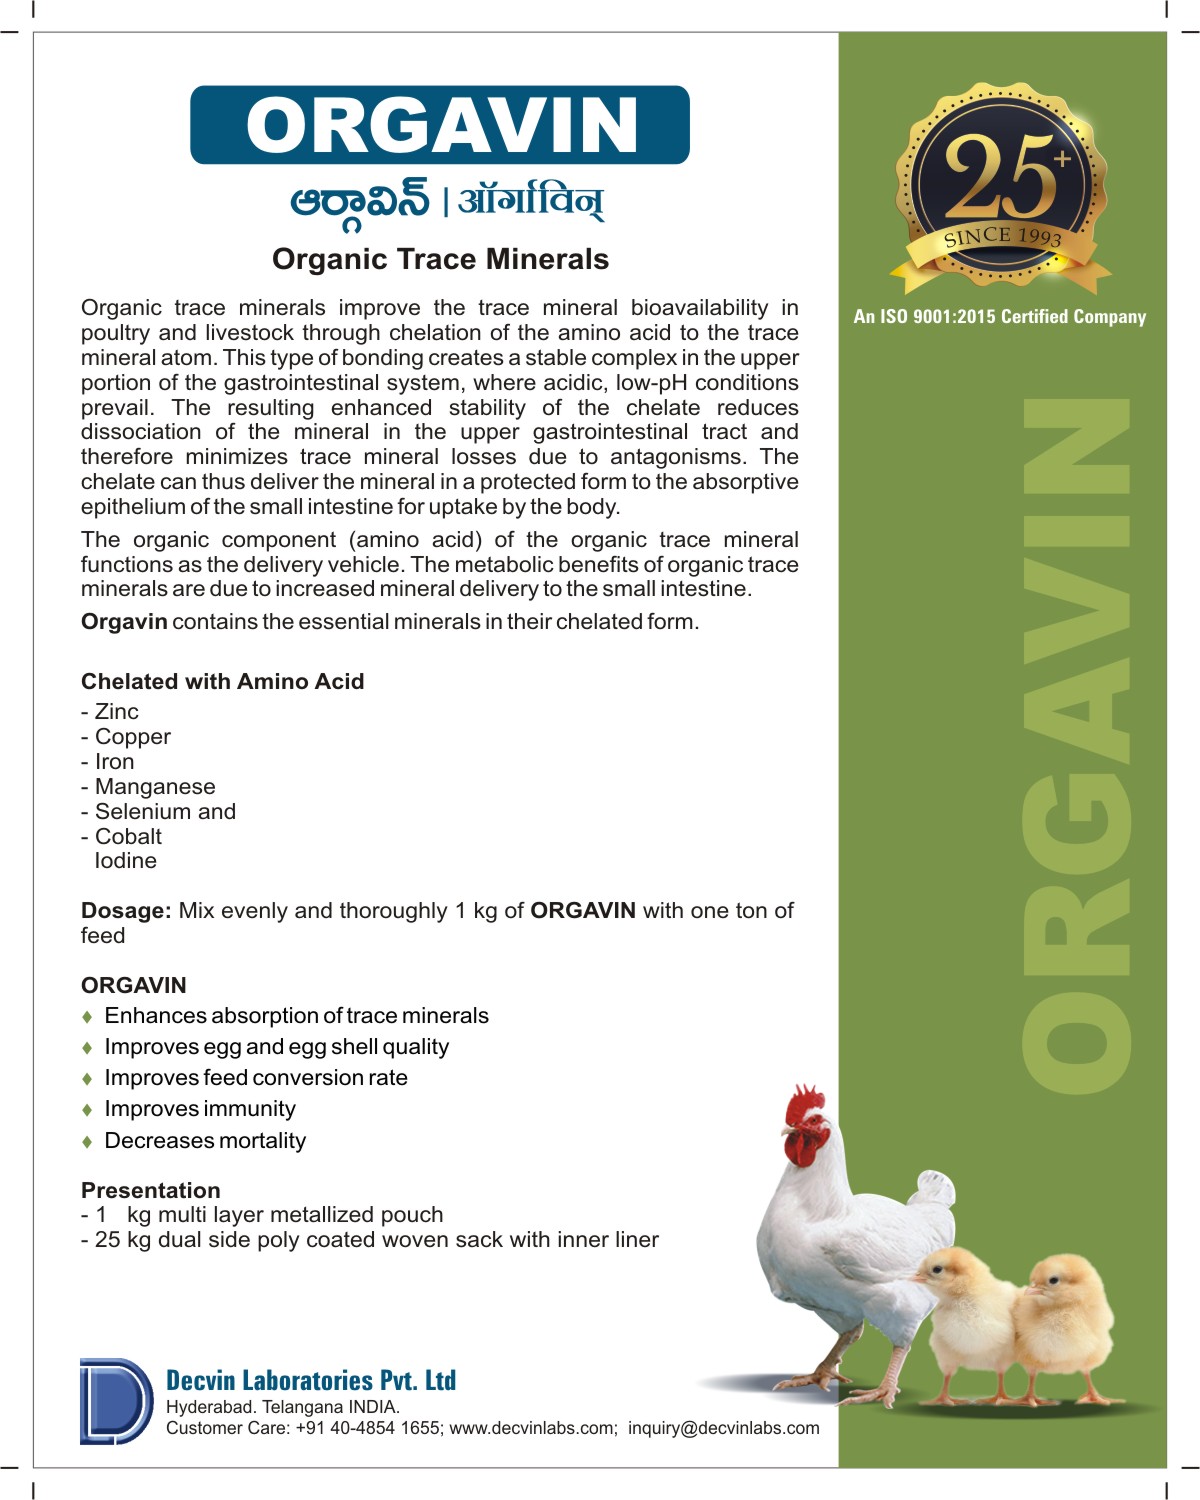 ORGAVIN
ఆర్గావిన్ | ऑर्गाविन्
Organic Trace Minerals
Organic trace minerals improve the trace mineral bioavailability in
poultry and livestock through chelation of the amino acid to the trace
mineral atom. This type of bonding creates a stable complex in the upper
portion of the gastrointestinal system, where acidic, low-pH conditions
prevail. The resulting enhanced stability of the chelate reduces
dissociation of the mineral in the upper gastrointestinal tract and
therefore minimizes trace mineral losses due to antagonisms. The
chelate can thus deliver the mineral in a protected form to the absorptive
epithelium of the small intestine for uptake by the body.
The organic component (amino acid) of the organic trace mineral
functions as the delivery vehicle. The metabolic benefits of organic trace
minerals are due to increased mineral delivery to the small intestine.
Orgavin contains the essential minerals in their chelated form.
Chelated with Amino Acid
- Zinc
- Copper
- Iron
- Manganese
- Selenium and
- Cobalt
Iodine
Dosage: Mix evenly and thoroughly 1 kg of ORGAVIN with one ton of
feed
ORGAVIN
♦ Enhances absorption of trace minerals
♦ Improves egg and egg shell quality
♦ Improves feed conversion rate
♦ Improves immunity
♦ Decreases mortality
Presentation
- 1 kg multi layer metallized pouch
- 25 kg dual side poly coated woven sack with inner liner
Decvin Laboratories Pvt. Ltd
Hyderabad. Telangana INDIA.
Customer Care: +91 40-4854 1655; www.decvinlabs.com; inquiry@decvinlabs.com
25+
SINCE 1993
An ISO 9001:2015 Certified Company
ORGAVIN